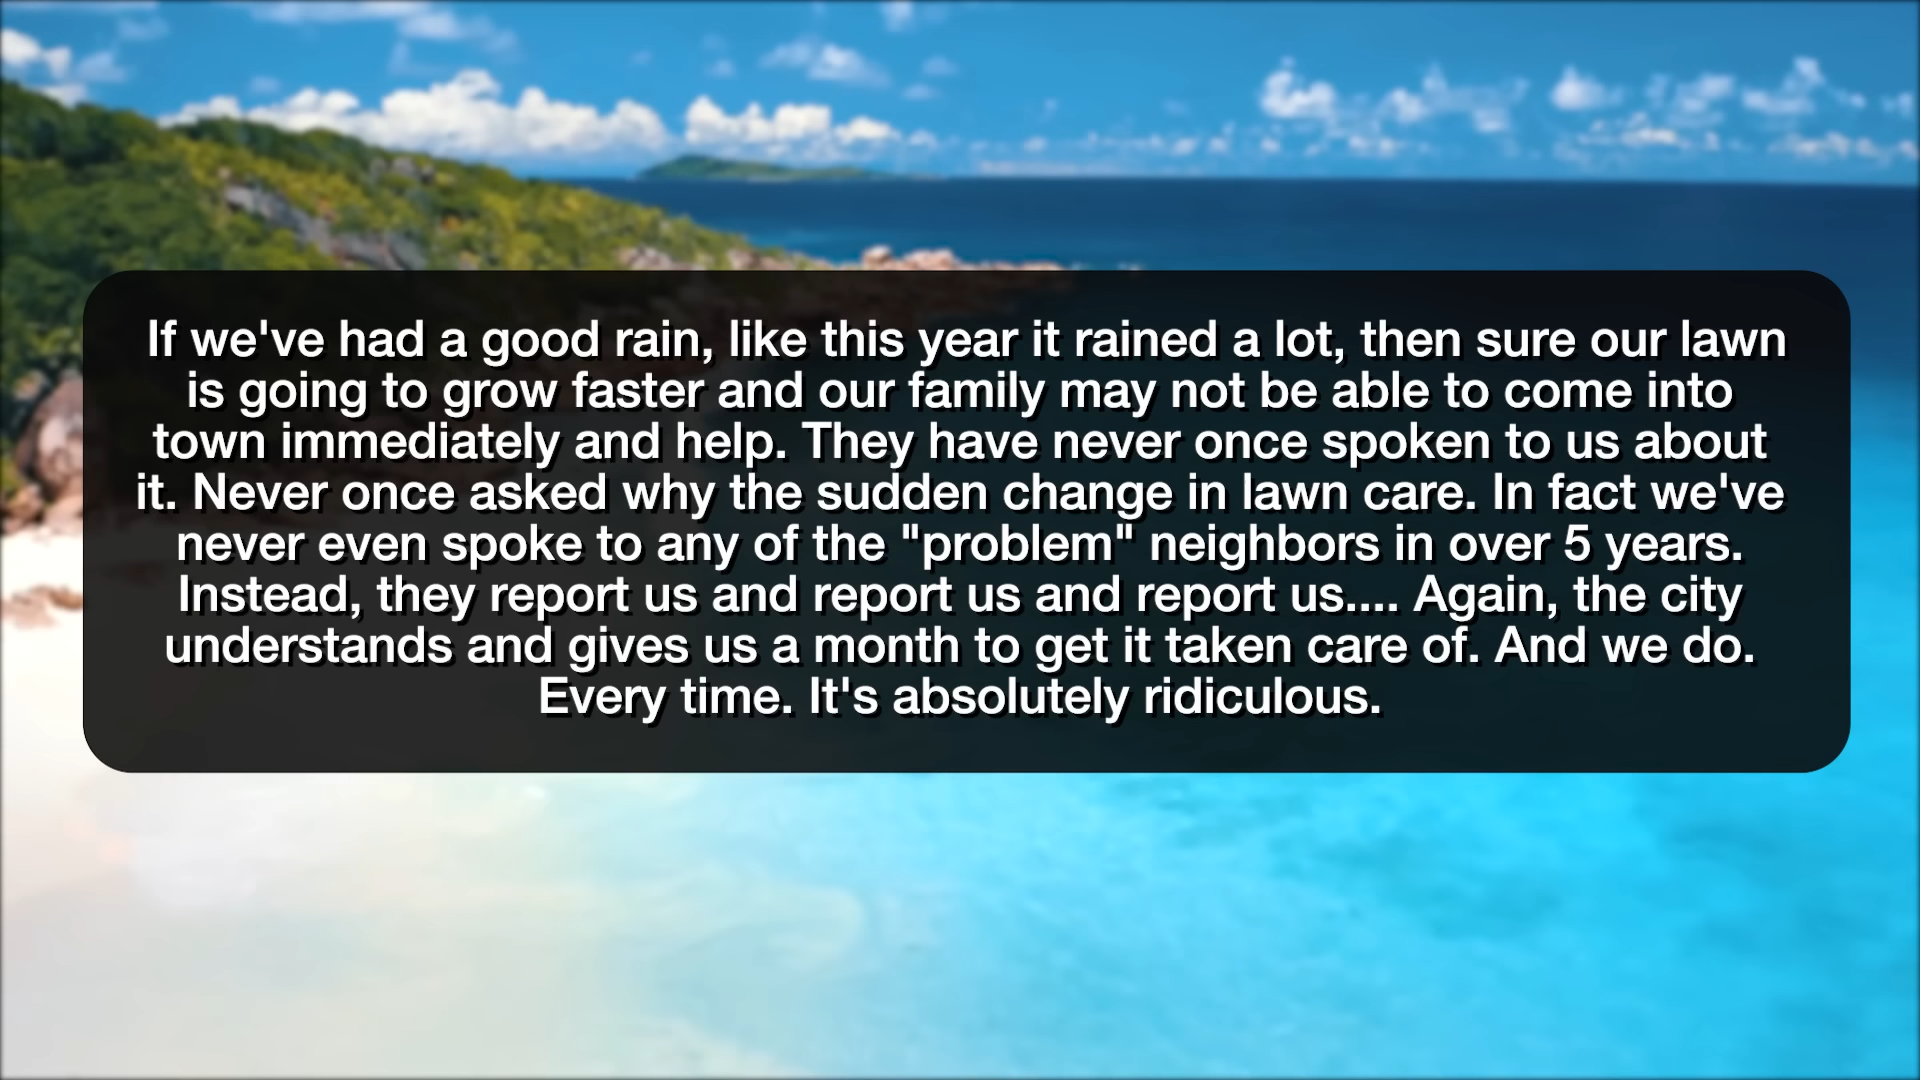 If we've had a good rain, like this year it rained a lot, then sure our lawn
is going to grow faster and our family may not be able to come into
town immediately and help. They have never once spoken to us about
it. Never once asked why the sudden change in lawn care. In fact we've
never even spoke to any of the "problem" neighbors in over 5 years.
Instead, they report us and report us and report us.... Again, the city
understands and gives us a month to get it taken care of. And we do.
Every time. It's absolutely ridiculous.